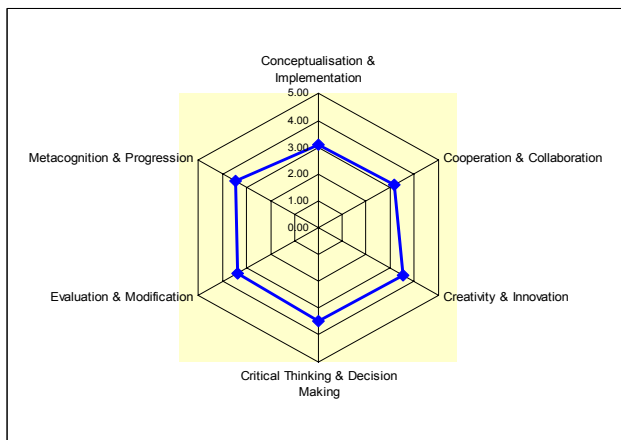 Conceptualisation &
Implementation
5.00
4.00
3.00
2.00
1.00
0.00
Metacognition & Progression
Cooperation & Collaboration
Evaluation & Modification
Creativity & Innovation
Critical Thinking & Decision
Making